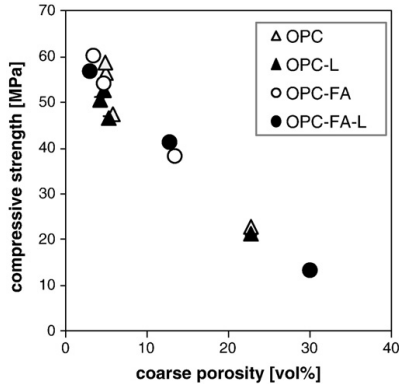 70
60
50
40
30
20
10
0
compressive strength [MPa]
OPC
OPC-L
OPC-FA
OPC-FA-L
0 10 20 30 40
coarse porosity [vol%]